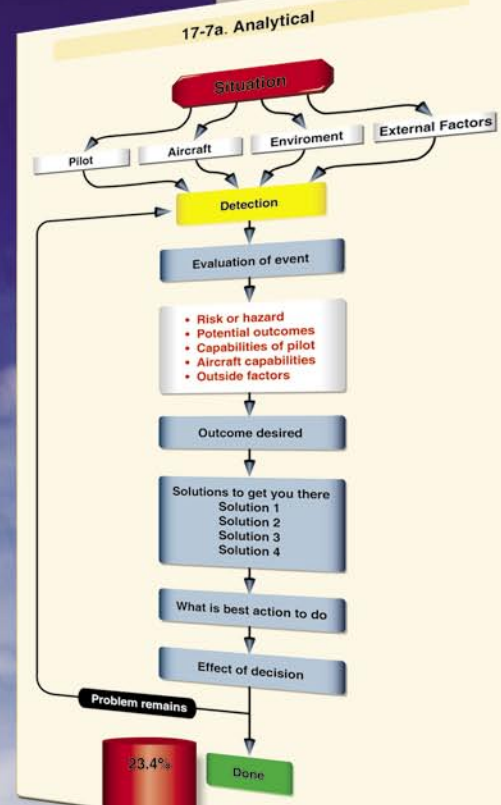 17-7a. Analytical
Situation
Pilot
Aircraft
Enviroment
External Factors
Detection
Evaluation of event
• Risk or hazard
• Potential outcomes
• Capabilities of pilot
• Aircraft capabilities
• Outside factors
Outcome desired
Solutions to get you there
Solution 1
Solution 2
Solution 3
Solution 4
What is best action to do
Effect of decision
Problem remains
23.4%
Done